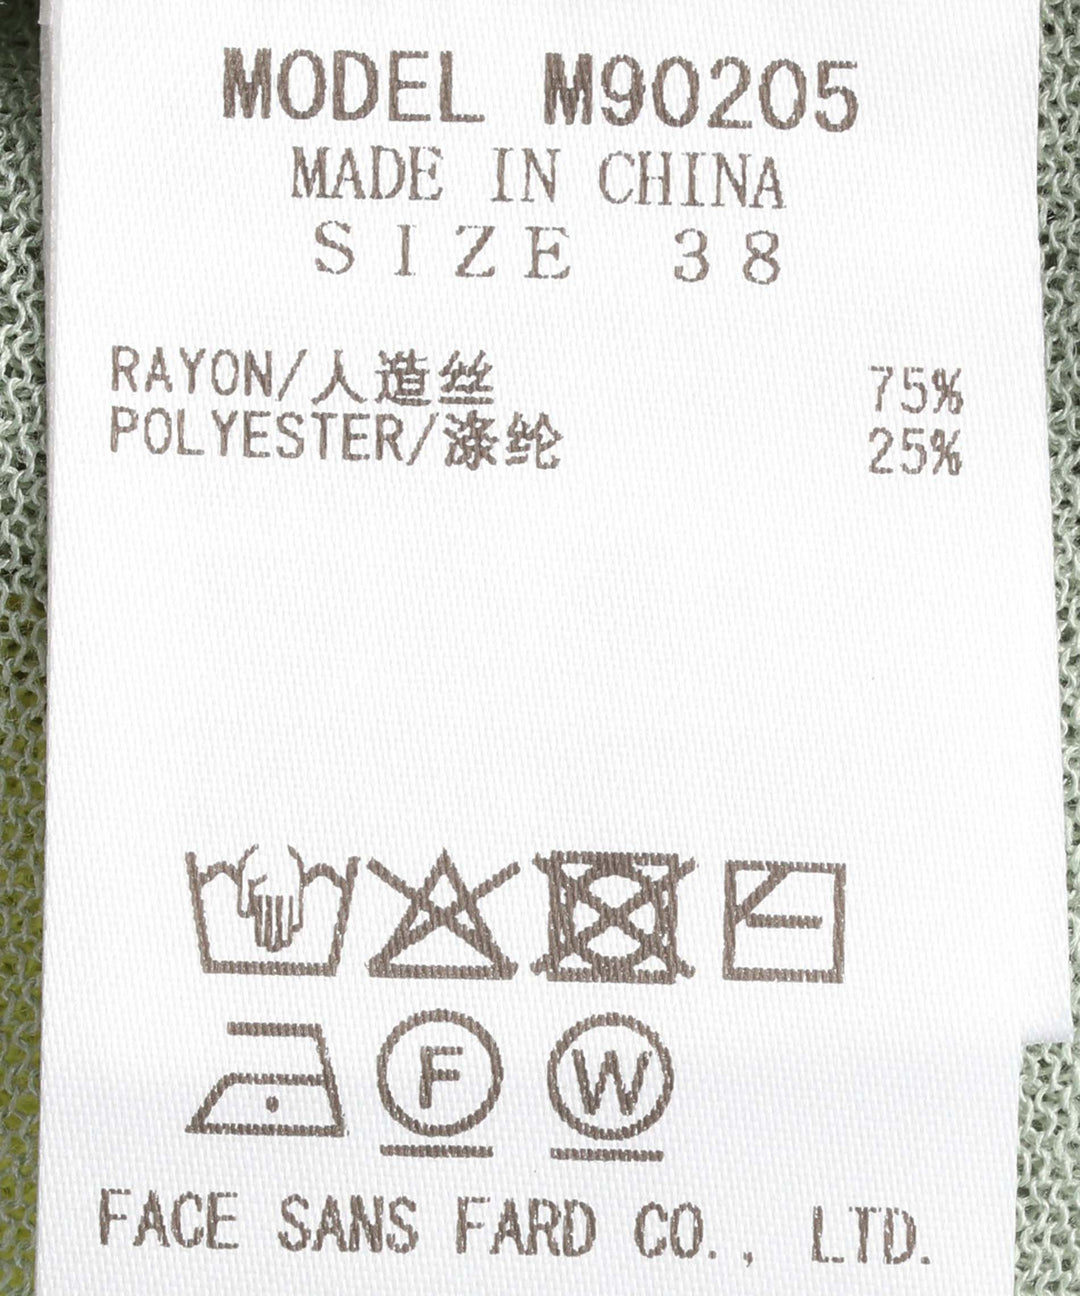 MODEL M90205
MADE IN CHINA
SIZE 38
RAYON/人造丝 75%
POLYESTER/涤纶 25%
F W
FACE SANS FARD CO., LTD.